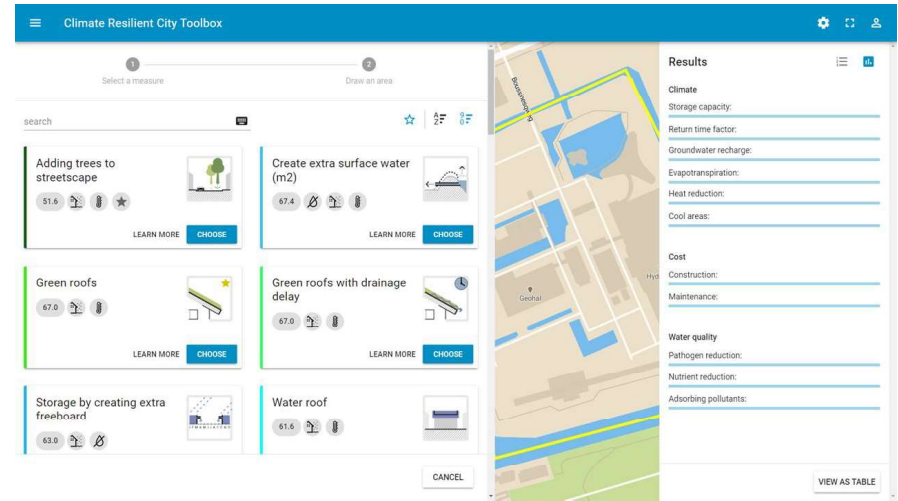 Climate Resilient City Toolbox
1
2
Select a measure
Draw an area
search
A
Z
9
0
Adding trees to
streetscape
51.6
LEARN MORE
CHOOSE
Create extra surface water
(m2)
67.4
LEARN MORE
CHOOSE
Green roofs
67.0
LEARN MORE
CHOOSE
Green roofs with drainage
delay
67.0
LEARN MORE
CHOOSE
Storage by creating extra
freeboard
63.0
Water roof
61.6
CANCEL
Boussinesqweg
Geohal
Hyd
Results
Climate
Storage capacity:
Return time factor:
Groundwater recharge:
Evapotranspiration:
Heat reduction:
Cool areas:
Cost
Construction:
Maintenance:
Water quality
Pathogen reduction:
Nutrient reduction:
Adsorbing pollutants:
VIEW AS TABLE